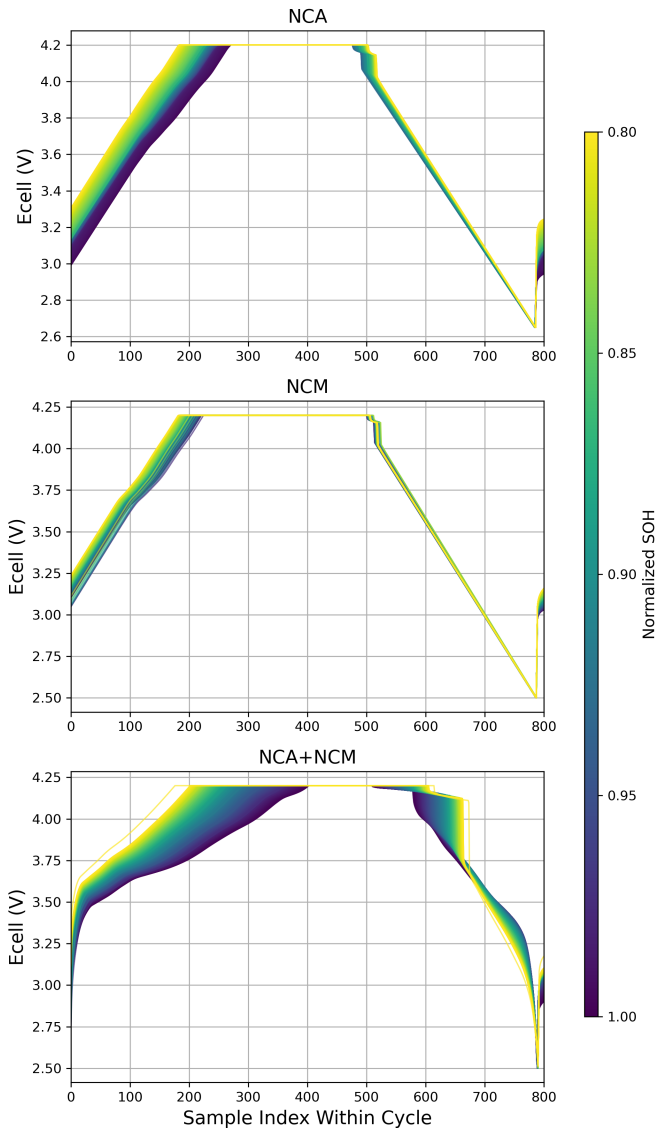 NCA
Ecell (V)
4.2
4.0
3.8
3.6
3.4
3.2
3.0
2.8
2.6
0 100 200 300 400 500 600 700 800
NCM
Ecell (V)
4.25
4.00
3.75
3.50
3.25
3.00
2.75
2.50
0 100 200 300 400 500 600 700 800
NCA+NCM
Ecell (V)
4.25
4.00
3.75
3.50
3.25
3.00
2.75
2.50
0 100 200 300 400 500 600 700 800
Sample Index Within Cycle
0.80
0.85
0.90
0.95
1.00
Normalized SOH